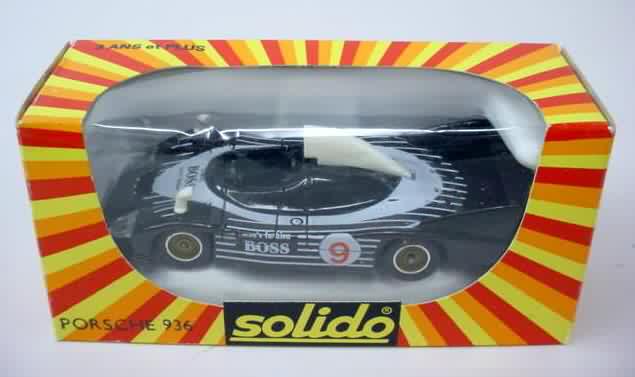 3 ANS et PLUS
BOSS
BOSS
9
PORSCHE 936
solido®